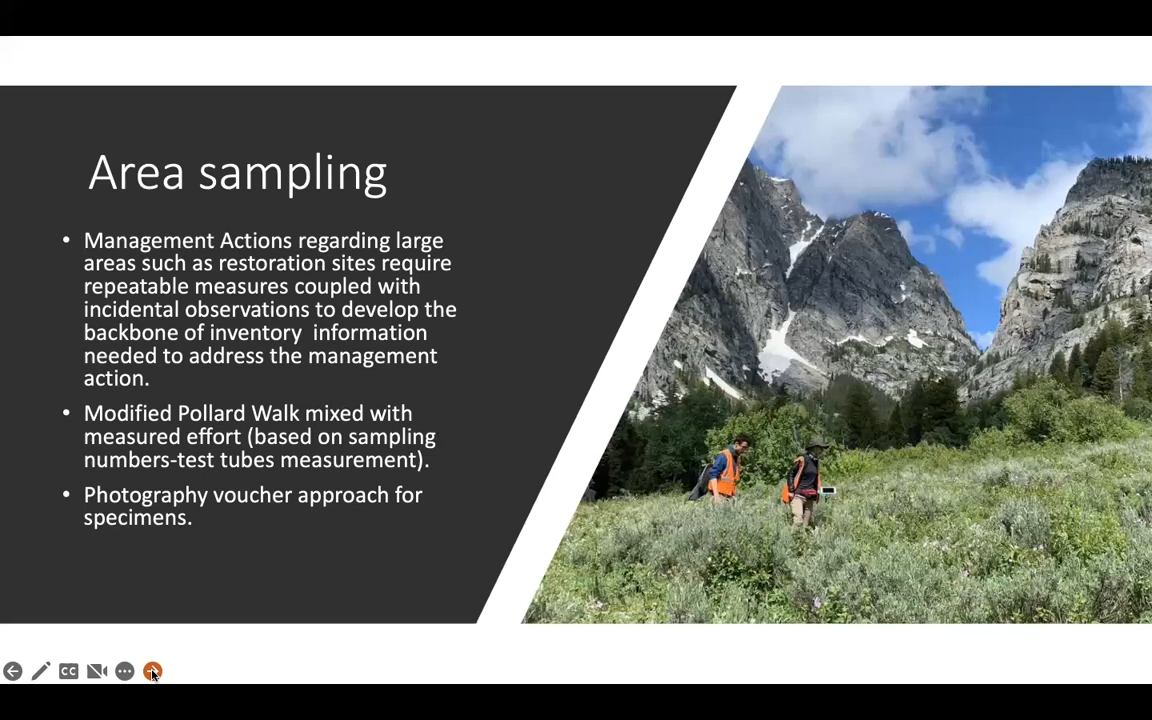 Area sampling
• Management Actions regarding large
areas such as restoration sites require
repeatable measures coupled with
incidental observations to develop the
backbone of inventory  information
needed to address the management
action.
• Modified Pollard Walk mixed with
measured effort (based on sampling
numbers-test tubes measurement).
• Photography voucher approach for
specimens.
CC